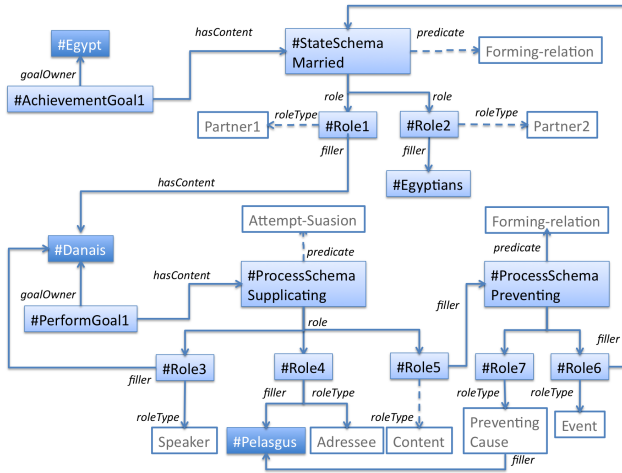 hasContent
#StateSchema
Married
predicate
Forming-relation
#Egypt
goalOwner
#AchievementGoal1
role
role
Partner1
roleType
#Role1
#Role2
roleType
Partner2
filler
filler
#Egyptians
hasContent
Attempt-Suasion
Forming-relation
#Danais
predicate
predicate
hasContent
#ProcessSchema
Supplicating
#ProcessSchema
Preventing
goalOwner
#PerformGoal1
filler
role
filler
#Role3
#Role4
#Role5
#Role7
#Role6
filler
filler
roleType
roleType
roleType
roleType
roleType
Speaker
#Pelasgus
Adressee
Content
Preventing
Cause
Event
filler